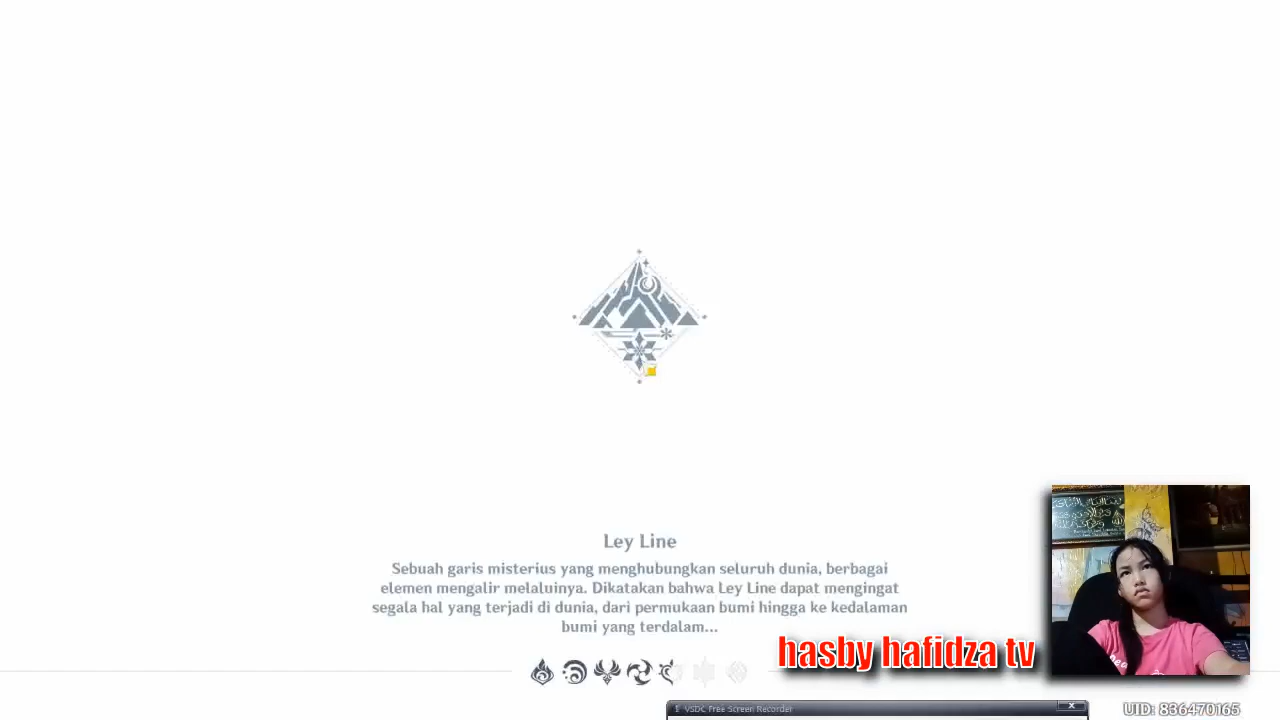 Ley Line
Sebuah garis misterius yang menghubungkan seluruh dunia, berbagai
elemen mengalir melaluinya. Dikatakan bahwa Ley Line dapat mengingat
segala hal yang terjadi di dunia, dari permukaan bumi hingga ke kedalaman
bumi yang terdalam...
hasby hafidza tv
VSDC Free Screen Recorder
UID: 836470165